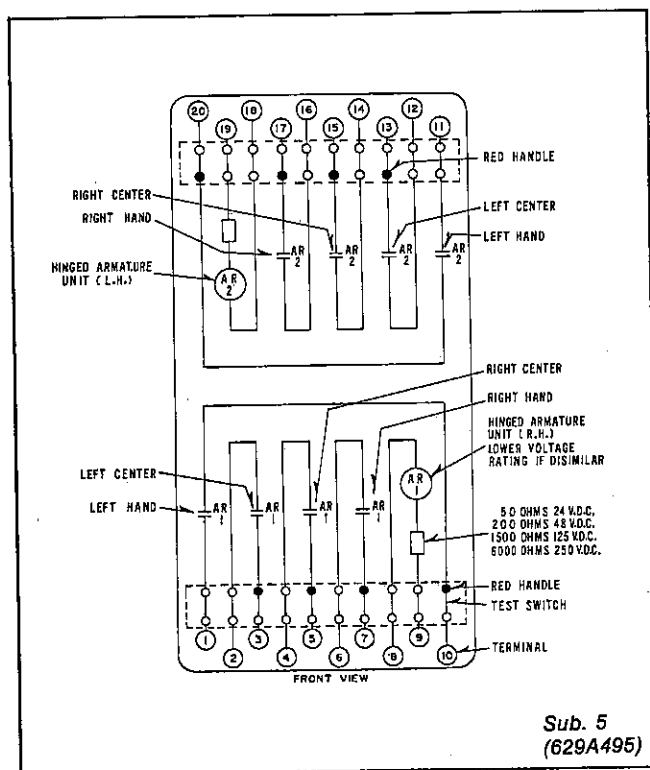 20 18 16 14 12
19 17 15 13 11
RED HANDLE
RIGHT CENTER
RIGHT HAND
LEFT CENTER
LEFT HAND
AR 2
AR 2
AR 2
AR 2
HINGED ARMATURE
UNIT (L.H.)
AR 2
RIGHT CENTER
RIGHT HAND
HINGED ARMATURE
UNIT (R.H.)
LOWER VOLTAGE
RATING IF DISIMILAR
LEFT CENTER
LEFT HAND
AR 1
AR 1
AR 1
AR 1
AR 1
50 OHMS 24 V.D.C.
200 OHMS 48 V.D.C.
1500 OHMS 125 V.D.C.
6000 OHMS 250 V.D.C.
RED HANDLE
TEST SWITCH
1 3 5 7 9
2 4 6 8 10
TERMINAL
FRONT VIEW
Sub. 5
(629A495)